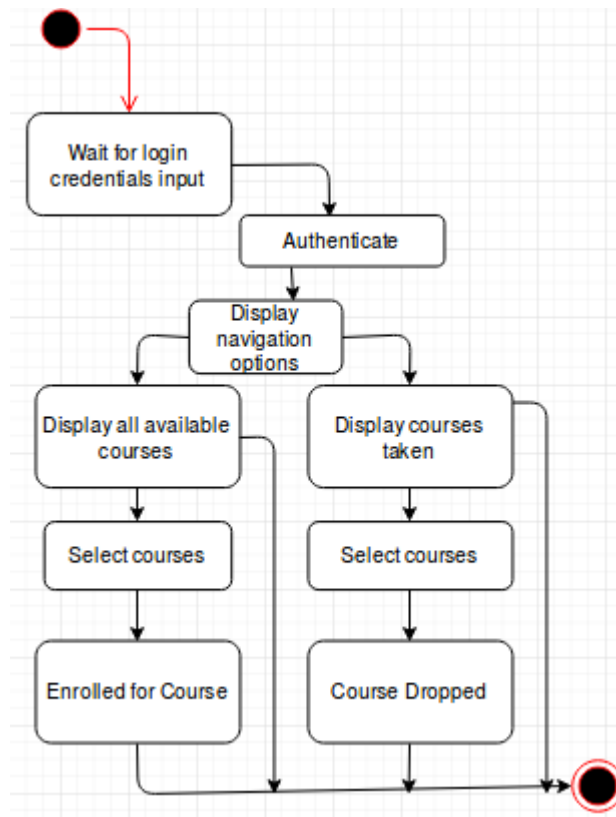 Wait for login
credentials input
Authenticate
Display
navigation
options
Display all available
courses
Display courses
taken
Select courses
Select courses
Enrolled for Course
Course Dropped